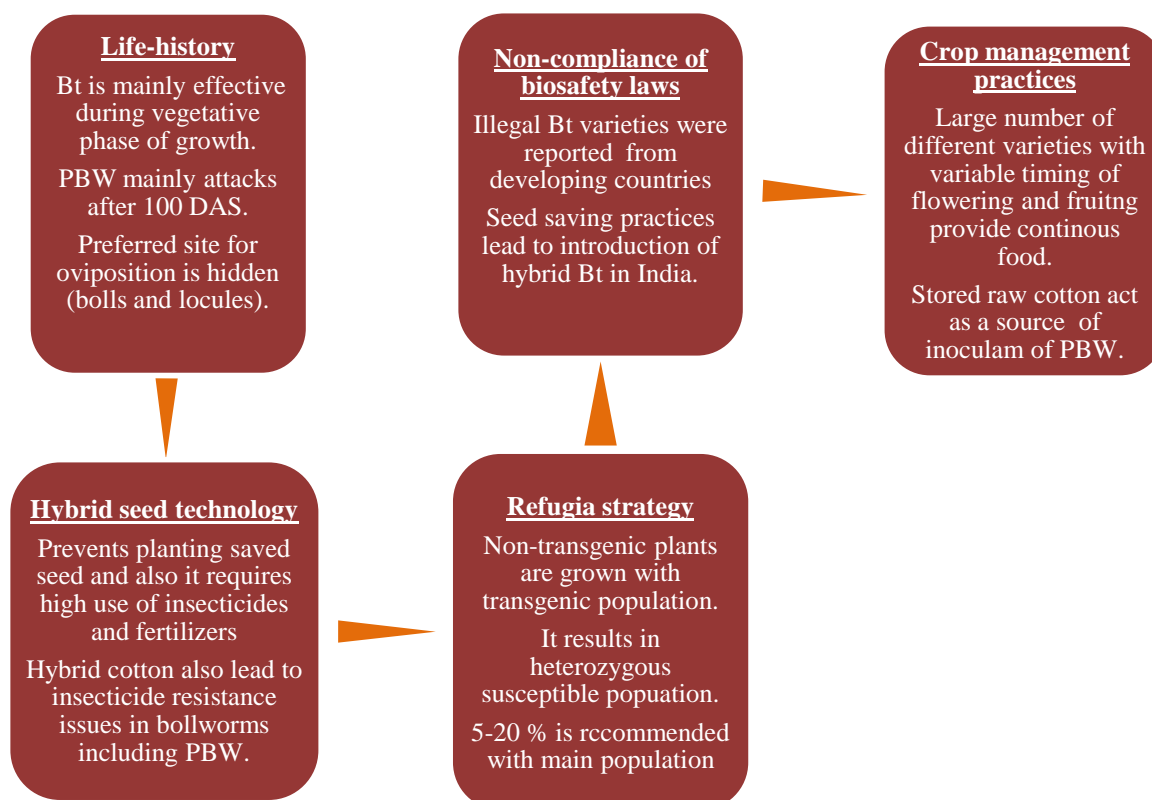 Life-history
Bt is mainly effective
during vegetative
phase of growth.
PBW mainly attacks
after 100 DAS.
Preferred site for
oviposition is hidden
(bolls and locules).
Hybrid seed technology
Prevents planting saved
seed and also it requires
high use of insecticides
and fertilizers
Hybrid cotton also lead to
insecticide resistance
issues in bollworms
including PBW.
Refugia strategy
Non-transgenic plants
are grown with
transgenic population.
It results in
heterozygous
susceptible popuation.
5-20 % is rccommended
with main population
Non-compliance of
biosafety laws
Illegal Bt varieties were
reported from
developing countries
Seed saving practices
lead to introduction of
hybrid Bt in India.
Crop management
practices
Large number of
different varieties with
variable timing of
flowering and fruitng
provide continous
food.
Stored raw cotton act
as a source of
inoculam of PBW.